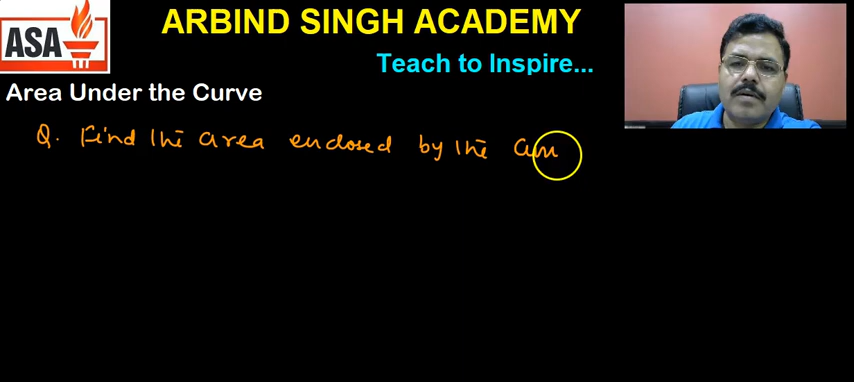 ARBIND SINGH ACADEMY
ASA
Teach to Inspire...
Area Under the Curve
Q. Find the area enclosed by the